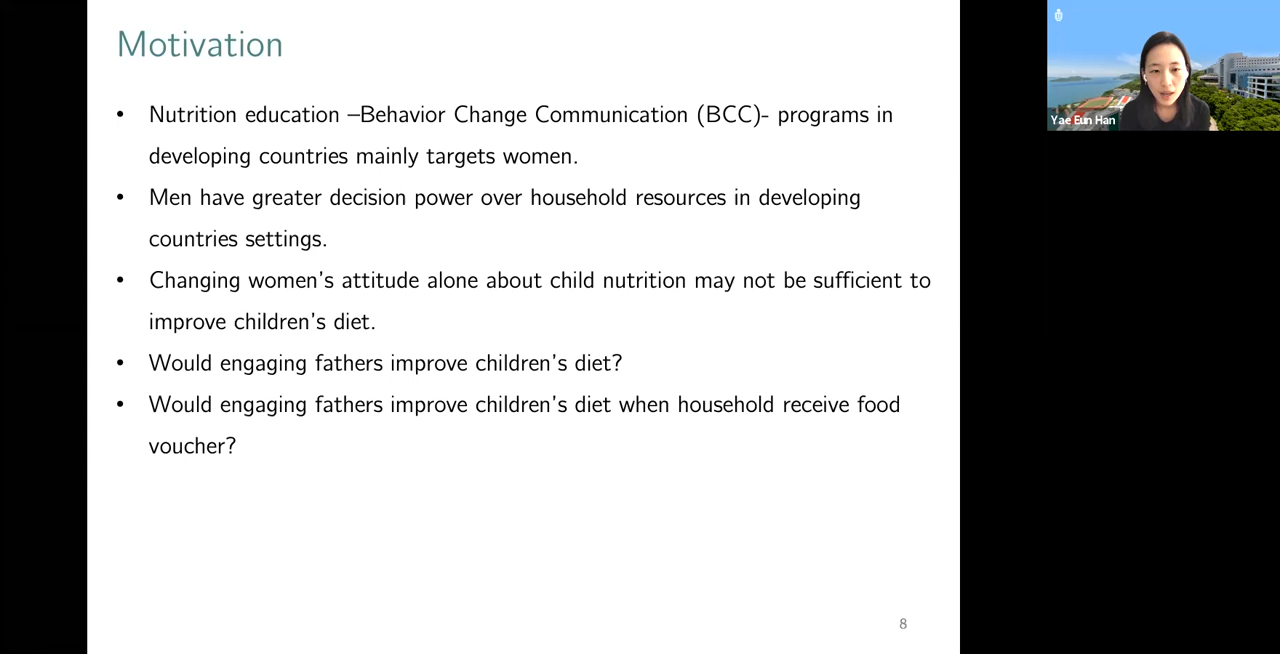 Motivation
• Nutrition education –Behavior Change Communication (BCC)- programs in
developing countries mainly targets women.
• Men have greater decision power over household resources in developing
countries settings.
• Changing women's attitude alone about child nutrition may not be sufficient to
improve children's diet.
• Would engaging fathers improve children's diet?
• Would engaging fathers improve children's diet when household receive food
voucher?
8
Yae Eun Han